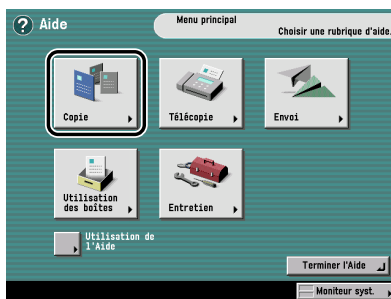 Aide
Menu principal
Choisir une rubrique d'aide.
Copie
Télécopie
Envoi
Utilisation
des boîtes
Entretien
Utilisation de
l'Aide
Terminer l'Aide
Moniteur syst.